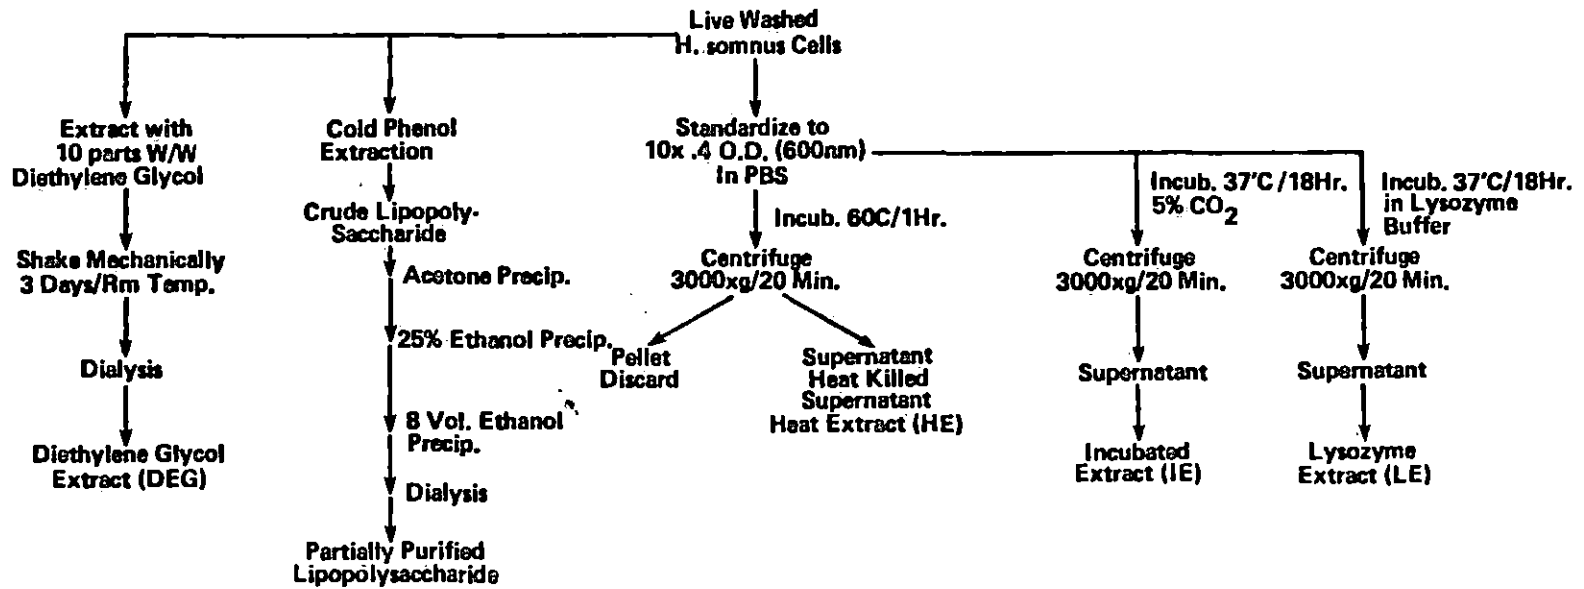 Live Washed
H. somnus Cells
Extract with
10 parts W/W
Diethylene Glycol
Shake Mechanically
3 Days/Rm Temp.
Dialysis
Diethylene Glycol
Extract (DEG)
Cold Phenol
Extraction
Crude Lipopoly-
Saccharide
Acetone Precip.
25% Ethanol Precip.
8 Vol. Ethanol
Precip.
Dialysis
Partially Purified
Lipopolysaccharide
Standardize to
10x .4 O.D. (600nm)
In PBS
Incub. 60C/1Hr.
Centrifuge
3000xg/20 Min.
Pellet
Discard
Supernatant
Heat Killed
Supernatant
Heat Extract (HE)
Incub. 37'C/18Hr.
5% CO2
Centrifuge
3000xg/20 Min.
Supernatant
Incubated
Extract (IE)
Incub. 37'C/18Hr.
in Lysozyme
Buffer
Centrifuge
3000xg/20 Min.
Supernatant
Lysozyme
Extract (LE)